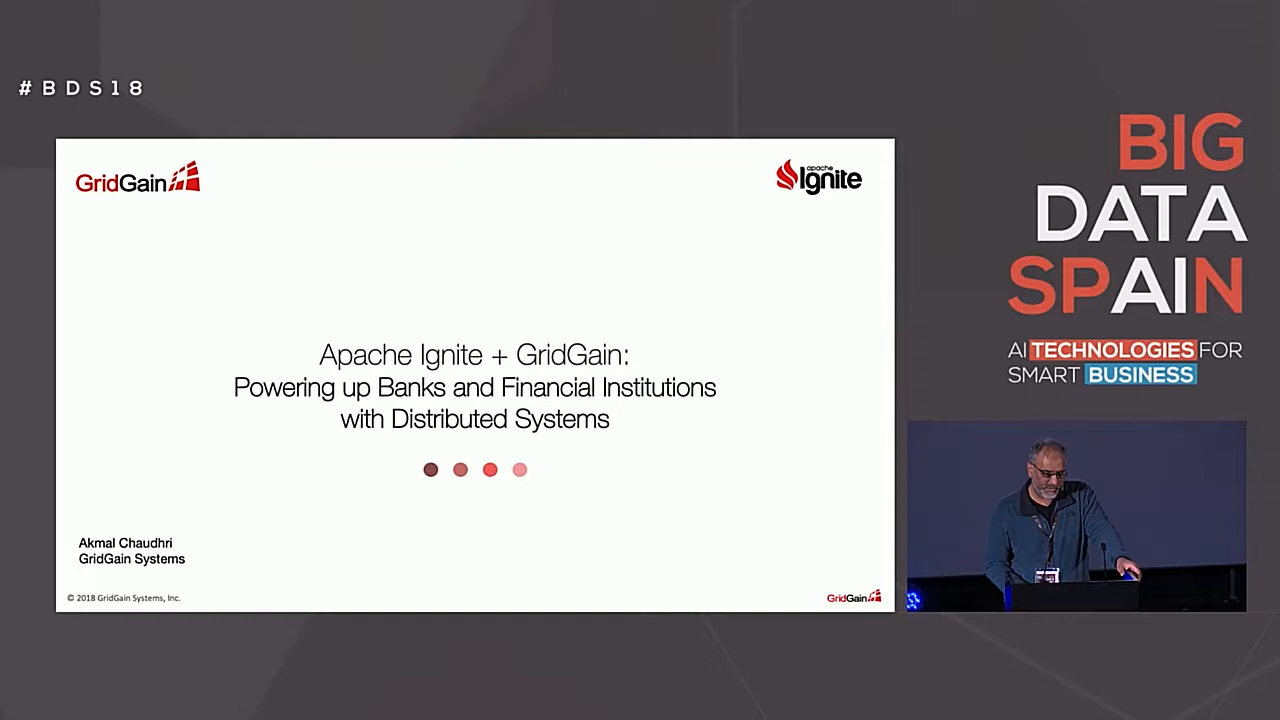 #BDS18
GridGain
apache
Ignite
Apache Ignite + GridGain:
Powering up Banks and Financial Institutions
with Distributed Systems
Akmal Chaudhri
GridGain Systems
© 2018 GridGain Systems, Inc.
GridGain
BIG
DATA
SPAIN
AI TECHNOLOGIES FOR
SMART BUSINESS